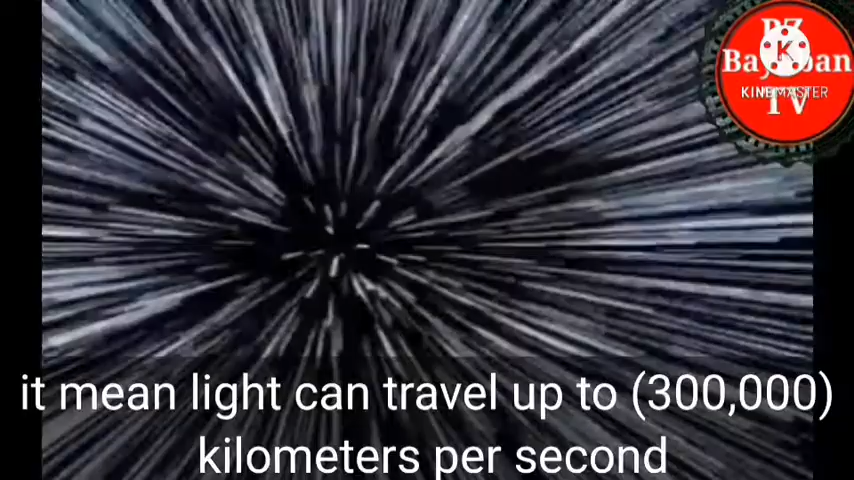 TV
KINEMASTER
it mean light can travel up to (300,000)
kilometers per second